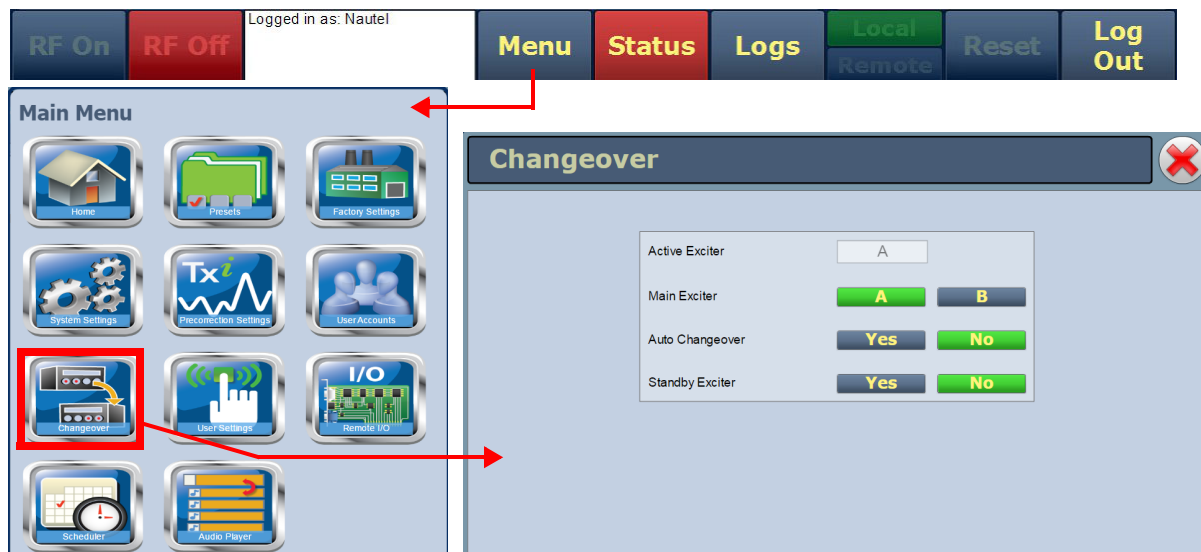 Logged in as: Nautel
RF On
RF Off
Menu
Status
Logs
Local
Remote
Reset
Log
Out
Main Menu
Home
Presets
Factory Settings
Txi
System Settings
Precorrection Settings
User Accounts
I/O
Changeover
User Settings
Remote I/O
Scheduler
Audio Player
Changeover
Active Exciter A
Main Exciter A B
Auto Changeover Yes No
Standby Exciter Yes No